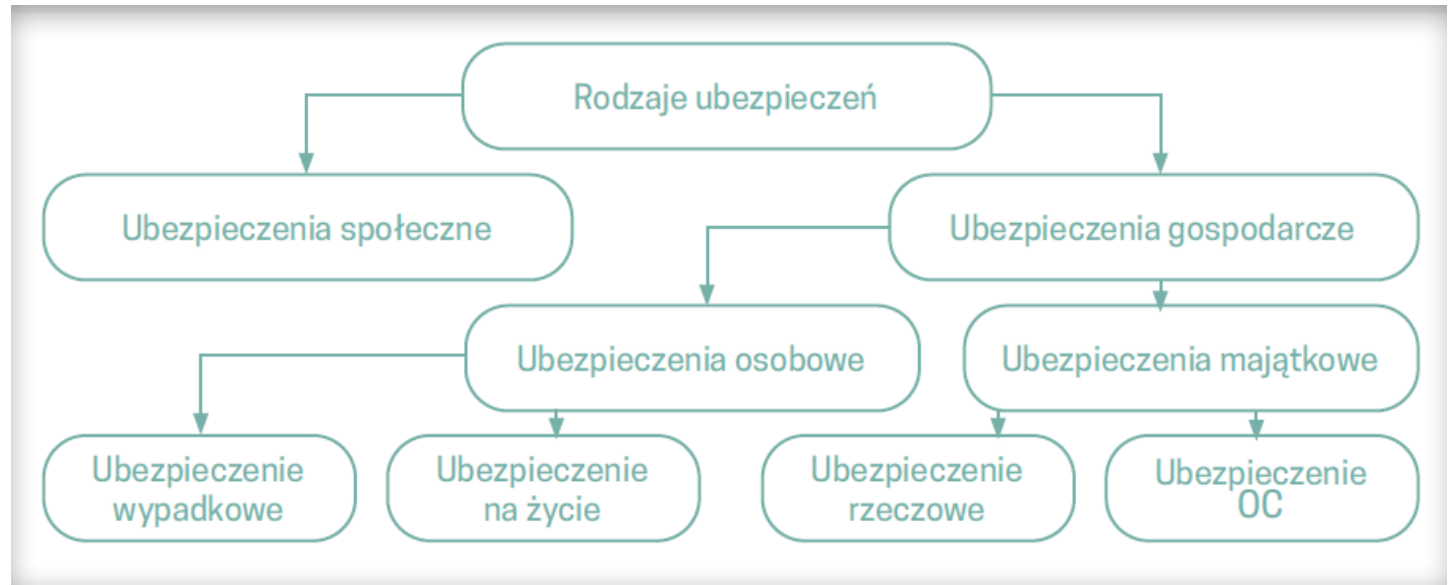 Rodzaje ubezpieczeń
Ubezpieczenia społeczne
Ubezpieczenia gospodarcze
Ubezpieczenia osobowe
Ubezpieczenia majątkowe
Ubezpieczenie
wypadkowe
Ubezpieczenie
na życie
Ubezpieczenie
rzeczowe
Ubezpieczenie
OC